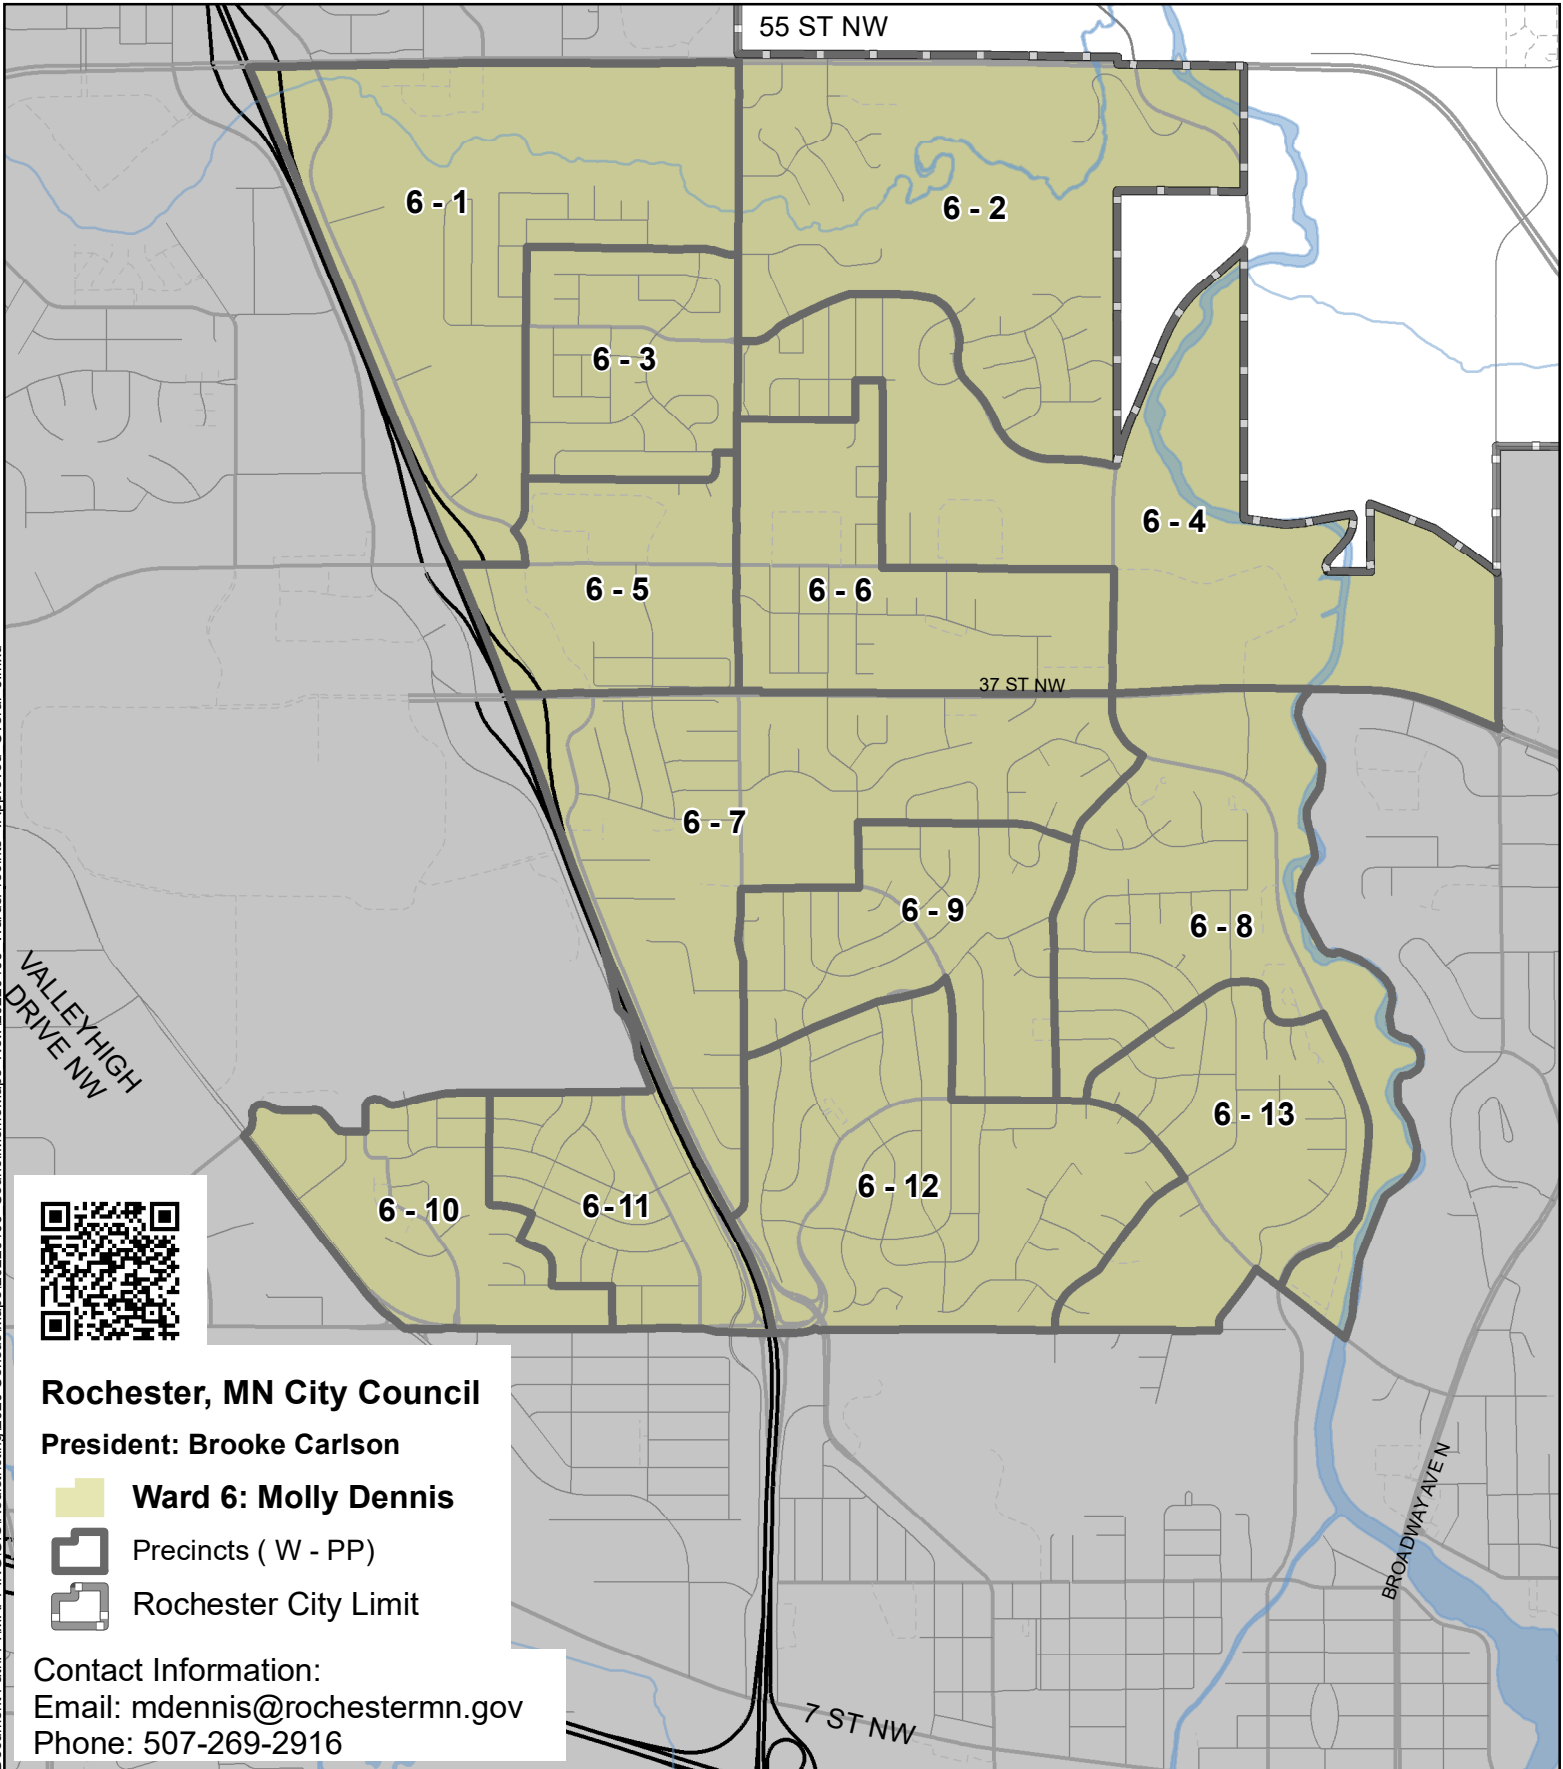 55 ST NW
6 - 1
6 - 2
6 - 3
6 - 4
6 - 5
6 - 6
37 ST NW
6 - 7
6 - 9
6 - 8
VALLEYHIGH
DRIVE NW
6 - 13
6 - 12
6 - 10
6-11
Rochester, MN City Council
President: Brooke Carlson
Ward 6: Molly Dennis
Precincts ( W - PP)
Rochester City Limit
BROADWAY AVE N
Contact Information:
Email: mdennis@rochestermn.gov
Phone: 507-269-2916
7 ST NW